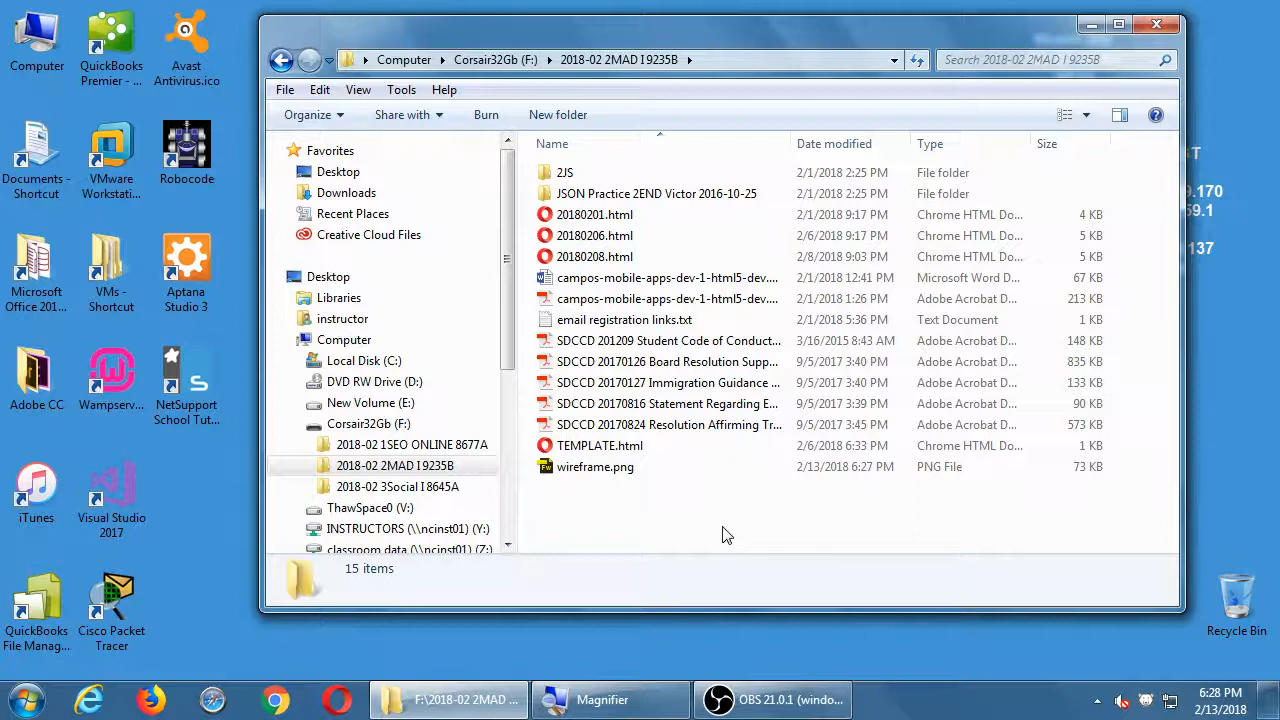 Computer
QuickBooks
Premier - ...
Avast
Antivirus.ico
Documents -
Shortcut
VMware
Workstati...
Robocode
Microsoft
Office 201...
VMs -
Shortcut
Aptana
Studio 3
Adobe CC
Wampserv...
NetSupport
School Tut...
iTunes
Visual Studio
2017
QuickBooks
File Manag...
Cisco Packet
Tracer
Computer Corsair32Gb (F:) 2018-02 2MAD I 9235B
Search 2018-02 2MAD I 9235B
File Edit View Tools Help
Organize Share with Burn New folder
Favorites
Desktop
Downloads
Recent Places
Creative Cloud Files
Desktop
Libraries
instructor
Computer
Local Disk (C:)
DVD RW Drive (D:)
New Volume (E:)
Corsair32Gb (F:)
2018-02 1SEO ONLINE 8677A
2018-02 2MAD I 9235B
2018-02 3Social I 8645A
ThawSpace0 (V:)
INSTRUCTORS (\\ncinst01) (Y:)
classroom data (\\ncinst01) (Z:)
Name Date modified Type Size
2JS 2/1/2018 2:25 PM File folder
JSON Practice 2END Victor 2016-10-25 2/1/2018 2:25 PM File folder
20180201.html 2/1/2018 9:17 PM Chrome HTML Do... 4 KB
20180206.html 2/6/2018 9:17 PM Chrome HTML Do... 5 KB
20180208.html 2/8/2018 9:03 PM Chrome HTML Do... 5 KB
campos-mobile-apps-dev-1-html5-dev.... 2/1/2018 12:41 PM Microsoft Word D... 67 KB
campos-mobile-apps-dev-1-html5-dev.... 2/1/2018 1:26 PM Adobe Acrobat D... 213 KB
email registration links.txt 2/1/2018 5:36 PM Text Document 1 KB
SDCCD 201209 Student Code of Conduct... 3/16/2015 8:43 AM Adobe Acrobat D... 148 KB
SDCCD 20170126 Board Resolution Supp... 9/5/2017 3:40 PM Adobe Acrobat D... 835 KB
SDCCD 20170127 Immigration Guidance ... 9/5/2017 3:40 PM Adobe Acrobat D... 133 KB
SDCCD 20170816 Statement Regarding E... 9/5/2017 3:39 PM Adobe Acrobat D... 90 KB
SDCCD 20170824 Resolution Affirming Tr... 9/5/2017 3:45 PM Adobe Acrobat D... 573 KB
TEMPLATE.html 2/6/2018 6:33 PM Chrome HTML Do... 1 KB
wireframe.png 2/13/2018 6:27 PM PNG File 73 KB
15 items
T
9.170
59.1
137
Recycle Bin
F:\2018-02 2MAD ...
Magnifier
OBS 21.0.1 (windo...
6:28 PM
2/13/2018